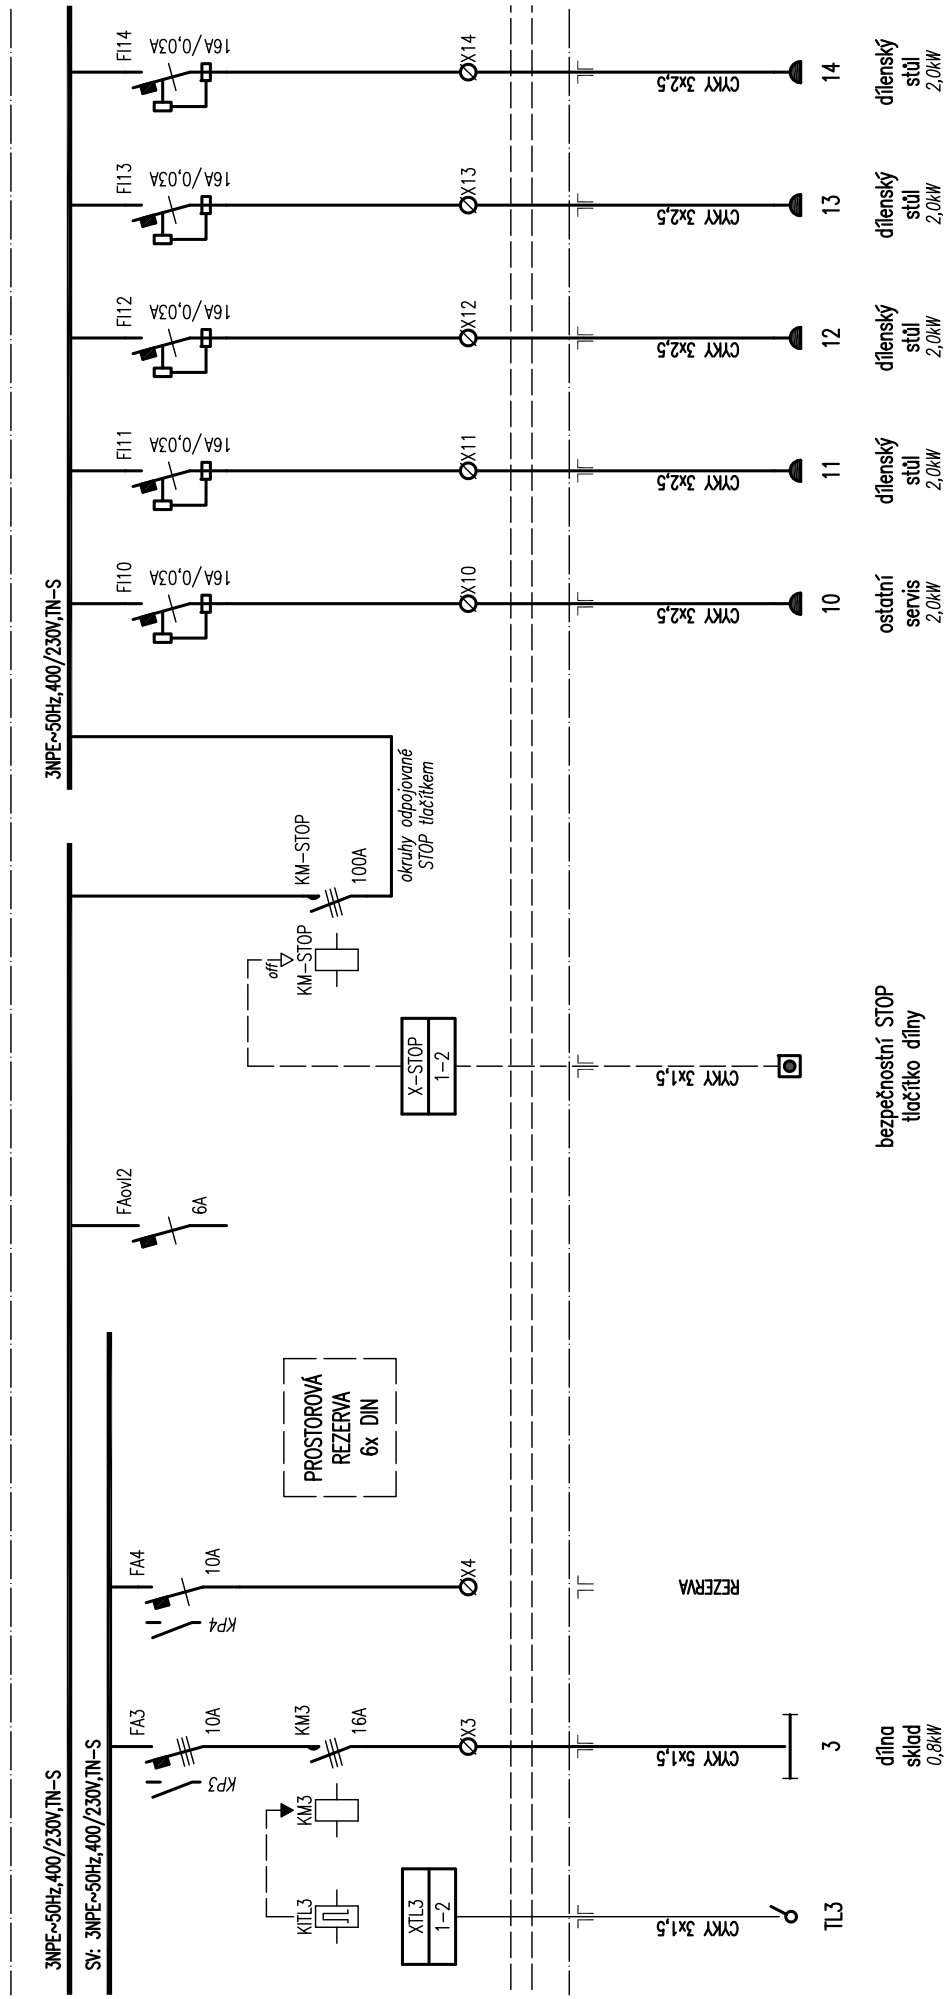 3NPE~50Hz,400/230V,TN-S
SV: 3NPE~50Hz,400/230V,TN-S
3NPE~50Hz,400/230V,TN-S
KITL3
XTL3
1-2
CYKY 3x1,5
TL3
FA3
10A
KP3
KM3
KM3
16A
X3
CYKY 5x1,5
3
dílna
sklad
0,8kW
FA4
10A
KP4
X4
REZERVA
PROSTOROVÁ
REZERVA
6x DIN
FAovl2
6A
X-STOP
1-2
CYKY 3x1,5
bezpečnostní STOP
tlačítko dílny
off
KM-STOP
KM-STOP
100A
okruhy odpojované
STOP tlačítkem
FI10
16A/0,03A
X10
CYKY 3x2,5
10
ostatní
servis
2,0kW
FI11
16A/0,03A
X11
CYKY 3x2,5
11
dílenský
stůl
2,0kW
FI12
16A/0,03A
X12
CYKY 3x2,5
12
dílenský
stůl
2,0kW
FI13
16A/0,03A
X13
CYKY 3x2,5
13
dílenský
stůl
2,0kW
FI14
16A/0,03A
X14
CYKY 3x2,5
14
dílenský
stůl
2,0kW